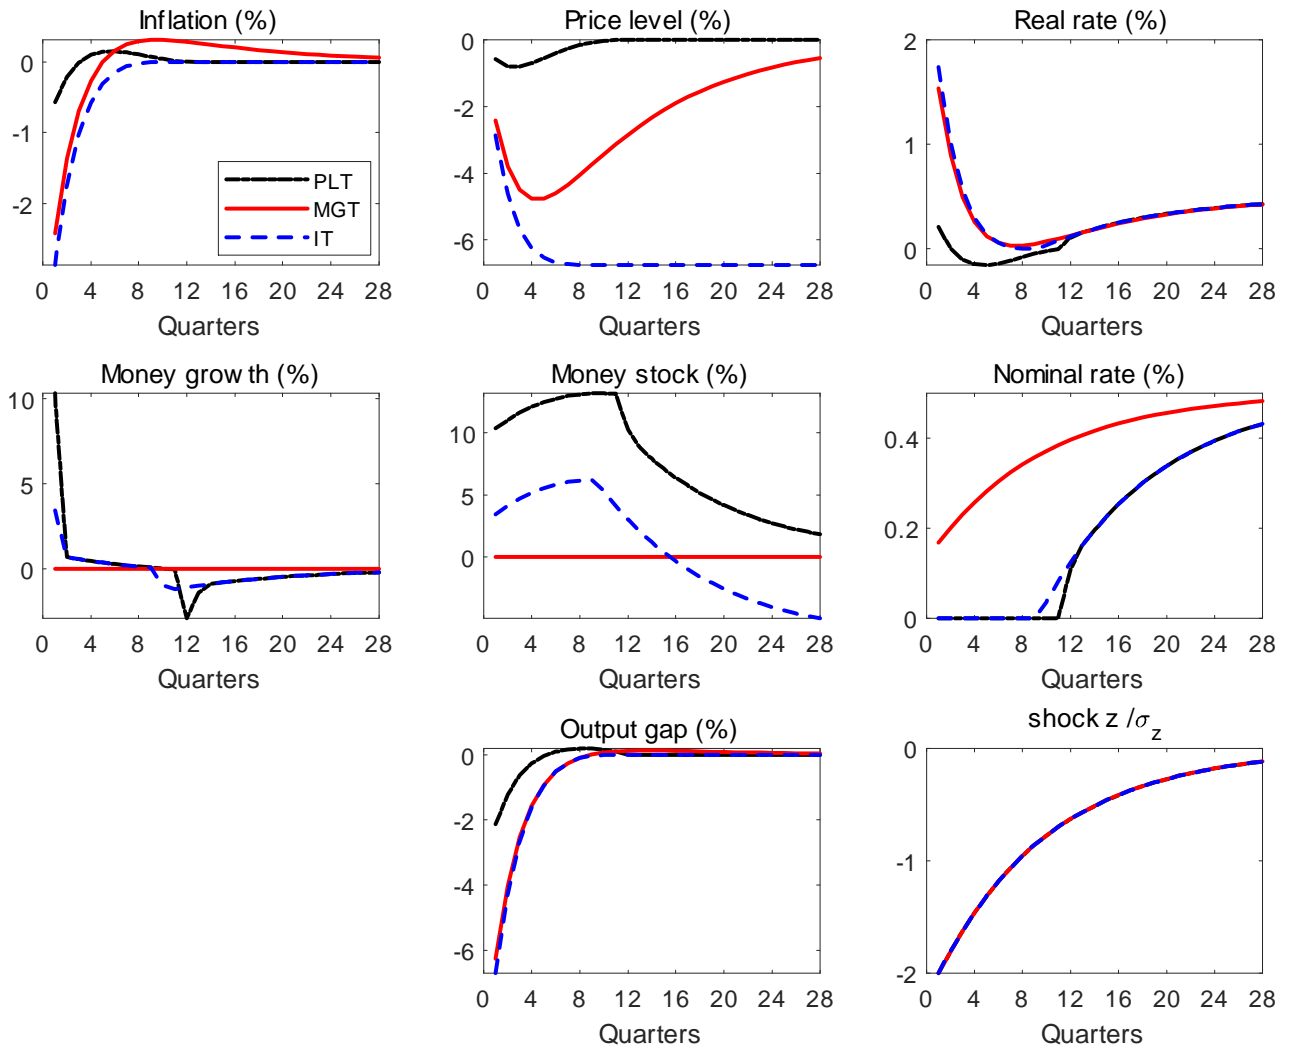 Inflation (%)
0
-1
-2
PLT
MGT
IT
0 4 8 12 16 20 24 28
Quarters
Price level (%)
0
-2
-4
-6
0 4 8 12 16 20 24 28
Quarters
Real rate (%)
2
1
0
0 4 8 12 16 20 24 28
Quarters
Money growth (%)
10
5
0
0 4 8 12 16 20 24 28
Quarters
Money stock (%)
10
5
0
0 4 8 12 16 20 24 28
Quarters
Nominal rate (%)
0.4
0.2
0
0 4 8 12 16 20 24 28
Quarters
Output gap (%)
0
-2
-4
-6
0 4 8 12 16 20 24 28
Quarters
shock z /σz
0
-1
-2
0 4 8 12 16 20 24 28
Quarters